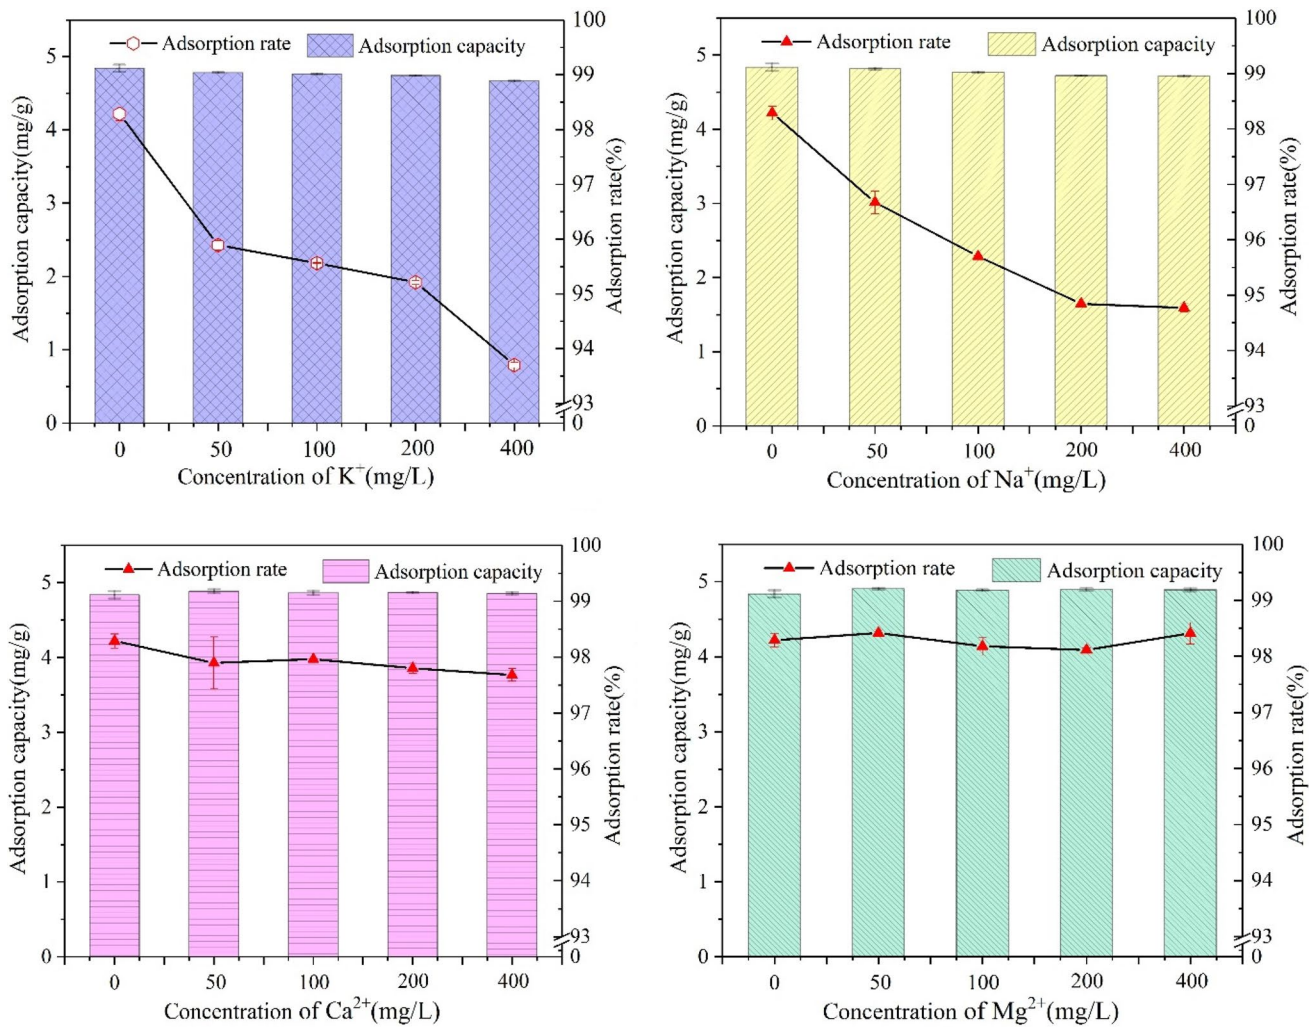 Adsorption rate
Adsorption capacity
Adsorption capacity(mg/g)
5
4
3
2
1
0
100
99
98
97
96
95
94
93
0
Adsorption rate(%)
0 50 100 200 400
Concentration of K⁺(mg/L)
Adsorption rate
Adsorption capacity
Adsorption capacity(mg/g)
5
4
3
2
1
0
100
99
98
97
96
95
94
93
0
Adsorption rate(%)
0 50 100 200 400
Concentration of Na⁺(mg/L)
Adsorption rate
Adsorption capacity
Adsorption capacity(mg/g)
5
4
3
2
1
0
100
99
98
97
96
95
94
93
0
Adsorption rate(%)
0 50 100 200 400
Concentration of Ca²⁺(mg/L)
Adsorption rate
Adsorption capacity
Adsorption capacity(mg/g)
5
4
3
2
1
0
100
99
98
97
96
95
94
93
0
Adsorption rate(%)
0 50 100 200 400
Concentration of Mg²⁺(mg/L)